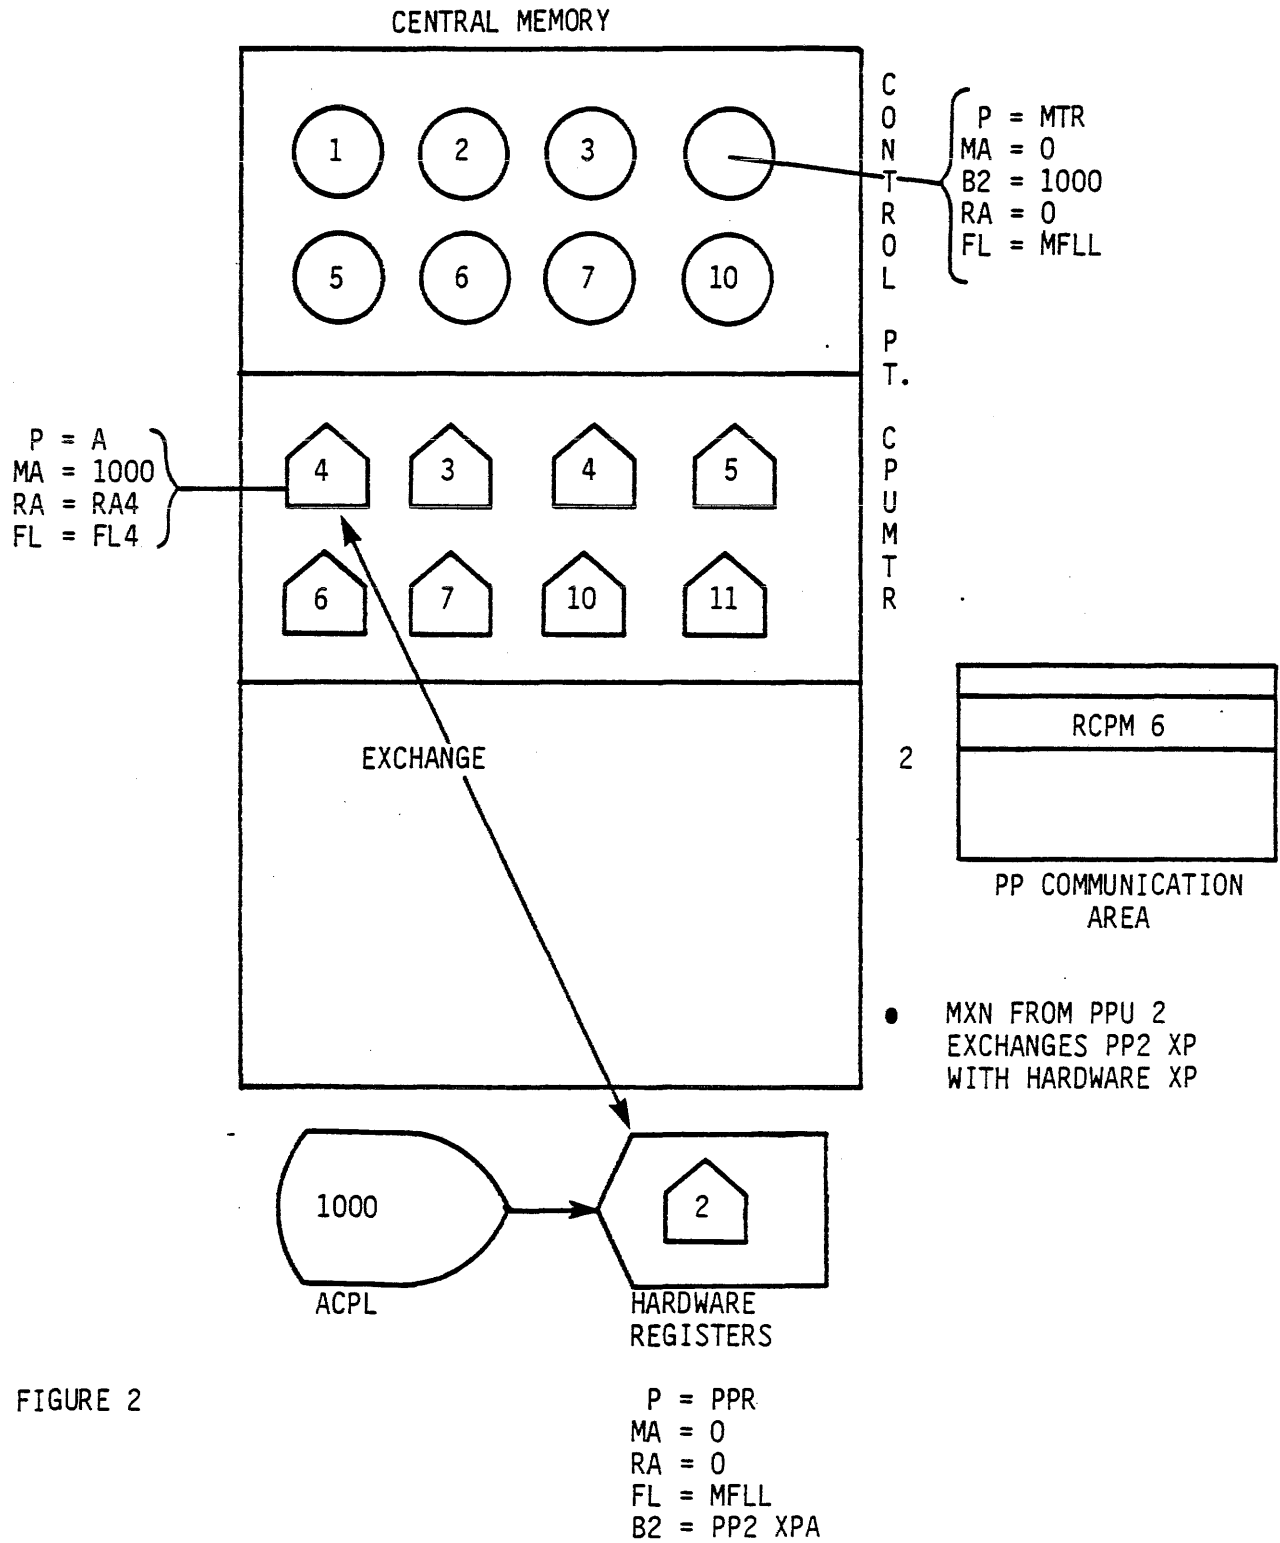 CENTRAL MEMORY
1 2 3
5 6 7 10
CONTROL PT.
P = MTR
MA = 0
B2 = 1000
RA = 0
FL = MFLL
P = A
MA = 1000
RA = RA4
FL = FL4
4 3 4 5
6 7 10 11
CPUMTR
EXCHANGE
2
RCPM 6
PP COMMUNICATION
AREA
• MXN FROM PPU 2
EXCHANGES PP2 XP
WITH HARDWARE XP
1000
ACPL
2
HARDWARE
REGISTERS
P = PPR
MA = 0
RA = 0
FL = MFLL
B2 = PP2 XPA
FIGURE 2